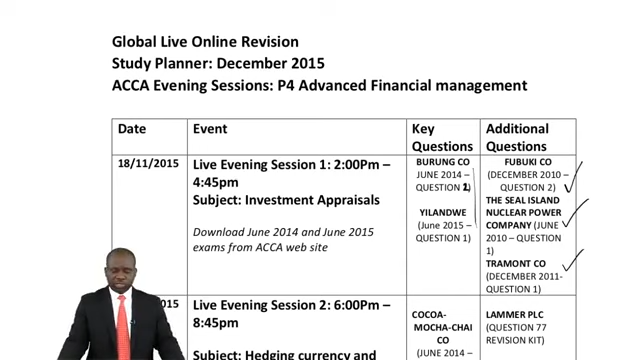 Global Live Online Revision
Study Planner: December 2015
ACCA Evening Sessions: P4 Advanced Financial management
Date Event Key Questions Additional Questions
18/11/2015
Live Evening Session 1: 2:00Pm –
4:45pm
Subject: Investment Appraisals
Download June 2014 and June 2015
exams from ACCA web site
BURUNG CO
JUNE 2014 –
QUESTION
YILANDWE
(June 2015 –
QUESTION 1)
FUBUKI CO
(DECEMBER 2010 –
QUESTION 2)
THE SEAL ISLAND
NUCLEAR POWER
COMPANY (JUNE
2010 – QUESTION
1)
TRAMONT CO
(DECEMBER 2011-
QUESTION 1)
015
Live Evening Session 2: 6:00Pm –
8:45pm
Subject: Hedging currency and
COCOA-
MOCHA-CHAI
CO
(JUNE 2014 –
LAMMER PLC
(QUESTION 77
REVISION KIT)